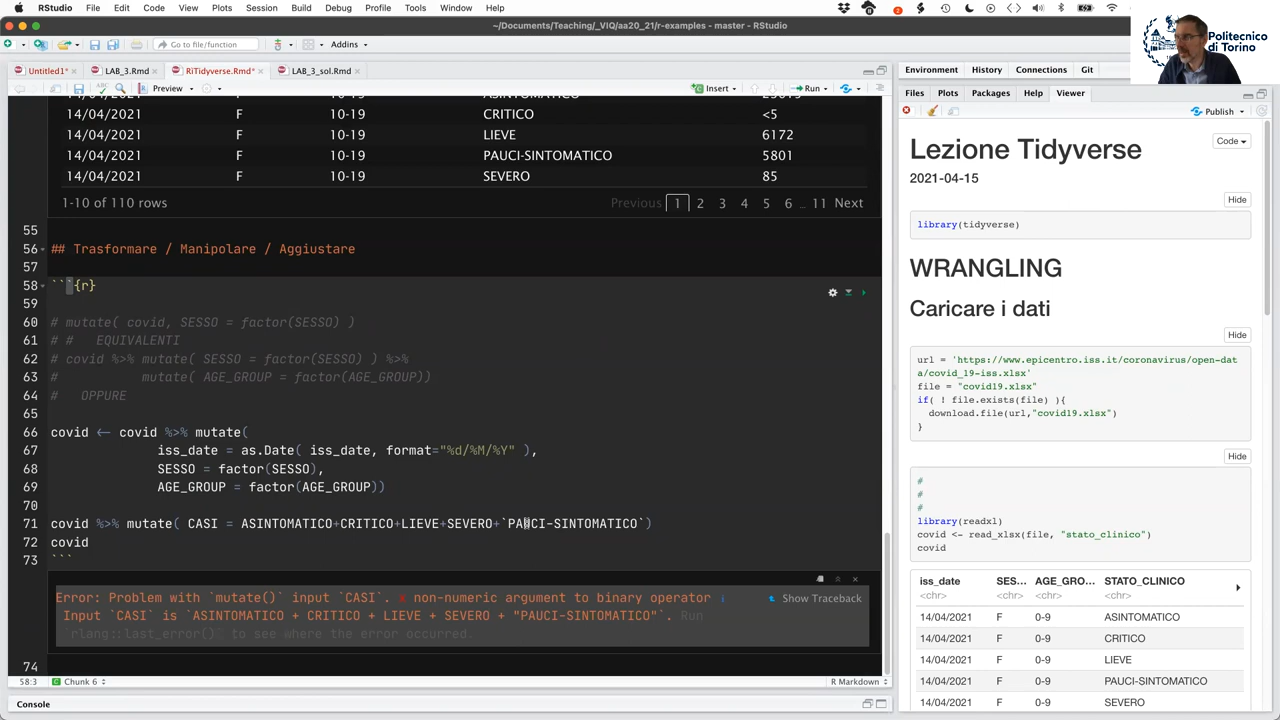 RStudio File Edit Code View Plots Session Build Debug Profile Tools Window Help
~/Documents/Teaching/_VIQ/aa20_21/r-examples - master - RStudio
Politecnico
di Torino
Go to file/function Addins
Untitled1* LAB_3.Rmd RiTidyverse.Rmd* LAB_3_sol.Rmd
Environment History Connections Git
Files Plots Packages Help Viewer
Preview Insert Run
Publish
14/04/2021 F 10-19 CRITICO <5
14/04/2021 F 10-19 LIEVE 6172
14/04/2021 F 10-19 PAUCI-SINTOMATICO 5801
14/04/2021 F 10-19 SEVERO 85
1-10 of 110 rows Previous 1 2 3 4 5 6 ... 11 Next
55
56 ## Trasformare / Manipolare / Aggiustare
57
58 ```{r}
59
60 # mutate( covid, SESSO = factor(SESSO) )
61 # # EQUIVALENTI
62 # covid %>% mutate( SESSO = factor(SESSO) ) %>%
63 # mutate( AGE_GROUP = factor(AGE_GROUP))
64 # OPPURE
65
66 covid <- covid %>% mutate(
67 iss_date = as.Date( iss_date, format="%d/%M/%Y" ),
68 SESSO = factor(SESSO),
69 AGE_GROUP = factor(AGE_GROUP))
70
71 covid %>% mutate( CASI = ASINTOMATICO+CRITICO+LIEVE+SEVERO+`PAUCI-SINTOMATICO`)
72 covid
73 ```
Error: Problem with `mutate()` input `CASI`. x non-numeric argument to binary operator i
Input `CASI` is `ASINTOMATICO + CRITICO + LIEVE + SEVERO + "PAUCI-SINTOMATICO"`. Run
`rlang::last_error()` to see where the error occurred.
Show Traceback
74
58:3 Chunk 6 R Markdown
Console
Lezione Tidyverse
Code
2021-04-15
Hide
library(tidyverse)
WRANGLING
Caricare i dati
Hide
url = 'https://www.epicentro.iss.it/coronavirus/open-dat
a/covid_19-iss.xlsx'
file = "covid19.xlsx"
if( ! file.exists(file) ){
download.file(url,"covid19.xlsx")
}
Hide
#
#
#
library(readxl)
covid <- read_xlsx(file, "stato_clinico")
covid
iss_date SES... AGE_GRO... STATO_CLINICO
<chr> <chr> <chr> <chr>
14/04/2021 F 0-9 ASINTOMATICO
14/04/2021 F 0-9 CRITICO
14/04/2021 F 0-9 LIEVE
14/04/2021 F 0-9 PAUCI-SINTOMATICO
14/04/2021 F 0-9 SEVERO